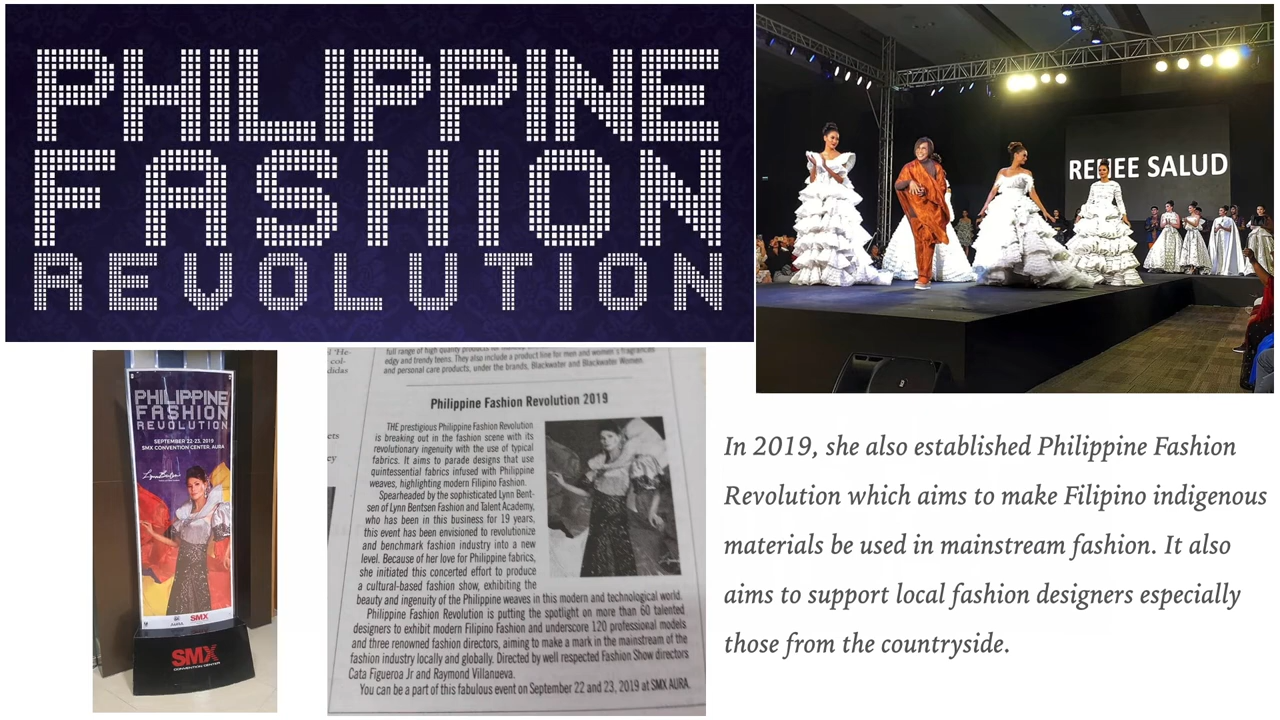 PHILIPPINE
FASHION
REVOLUTION
RENEE SALUD
PHILIPPINE
FASHION
REVOLUTION
SEPTEMBER 22-23, 2019
SMX CONVENTION CENTER, AURA
Lynn Bentsen
SMX
SMX
CONVENTION CENTER
l 'He-
col-
didas
ets
ey
full range of high quality products for
edgy and trendy teens. They also include a product line for men and women's fragrances
and personal care products, under the brands, Blackwater and Blackwater Women.
Philippine Fashion Revolution 2019
THE prestigious Philippine Fashion Revolution
is breaking out in the fashion scene with its
revolutionary ingenuity with the use of typical
fabrics. It aims to parade designs that use
quintessential fabrics infused with Philippine
weaves, highlighting modern Filipino Fashion.
Spearheaded by the sophisticated Lynn Bent-
sen of Lynn Bentsen Fashion and Talent Academy,
who has been in this business for 19 years,
this event has been envisioned to revolutionize
and benchmark fashion industry into a new
level. Because of her love for Philippine fabrics,
she initiated this concerted effort to produce
a cultural-based fashion show, exhibiting the
beauty and ingenuity of the Philippine weaves in this modern and technological world.
Philippine Fashion Revolution is putting the spotlight on more than 60 talented
designers to exhibit modern Filipino Fashion and underscore 120 professional models
and three renowned fashion directors, aiming to make a mark in the mainstream of the
fashion industry locally and globally. Directed by well respected Fashion Show directors
Cata Figueroa Jr and Raymond Villanueva.
You can be a part of this fabulous event on September 22 and 23, 2019 at SMX AURA.
In 2019, she also established Philippine Fashion
Revolution which aims to make Filipino indigenous
materials be used in mainstream fashion. It also
aims to support local fashion designers especially
those from the countryside.